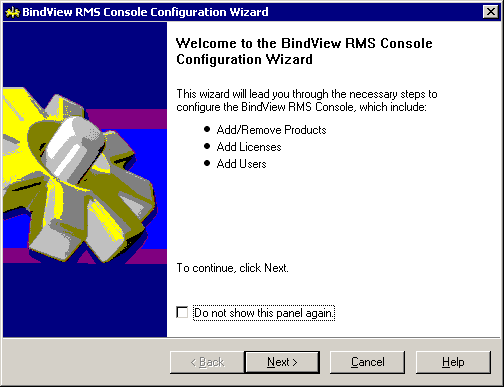 BindView RMS Console Configuration Wizard
Welcome to the BindView RMS Console
Configuration Wizard
This wizard will lead you through the necessary steps to
configure the BindView RMS Console, which include:
• Add/Remove Products
• Add Licenses
• Add Users
To continue, click Next.
Do not show this panel again.
< Back
Next >
Cancel
Help